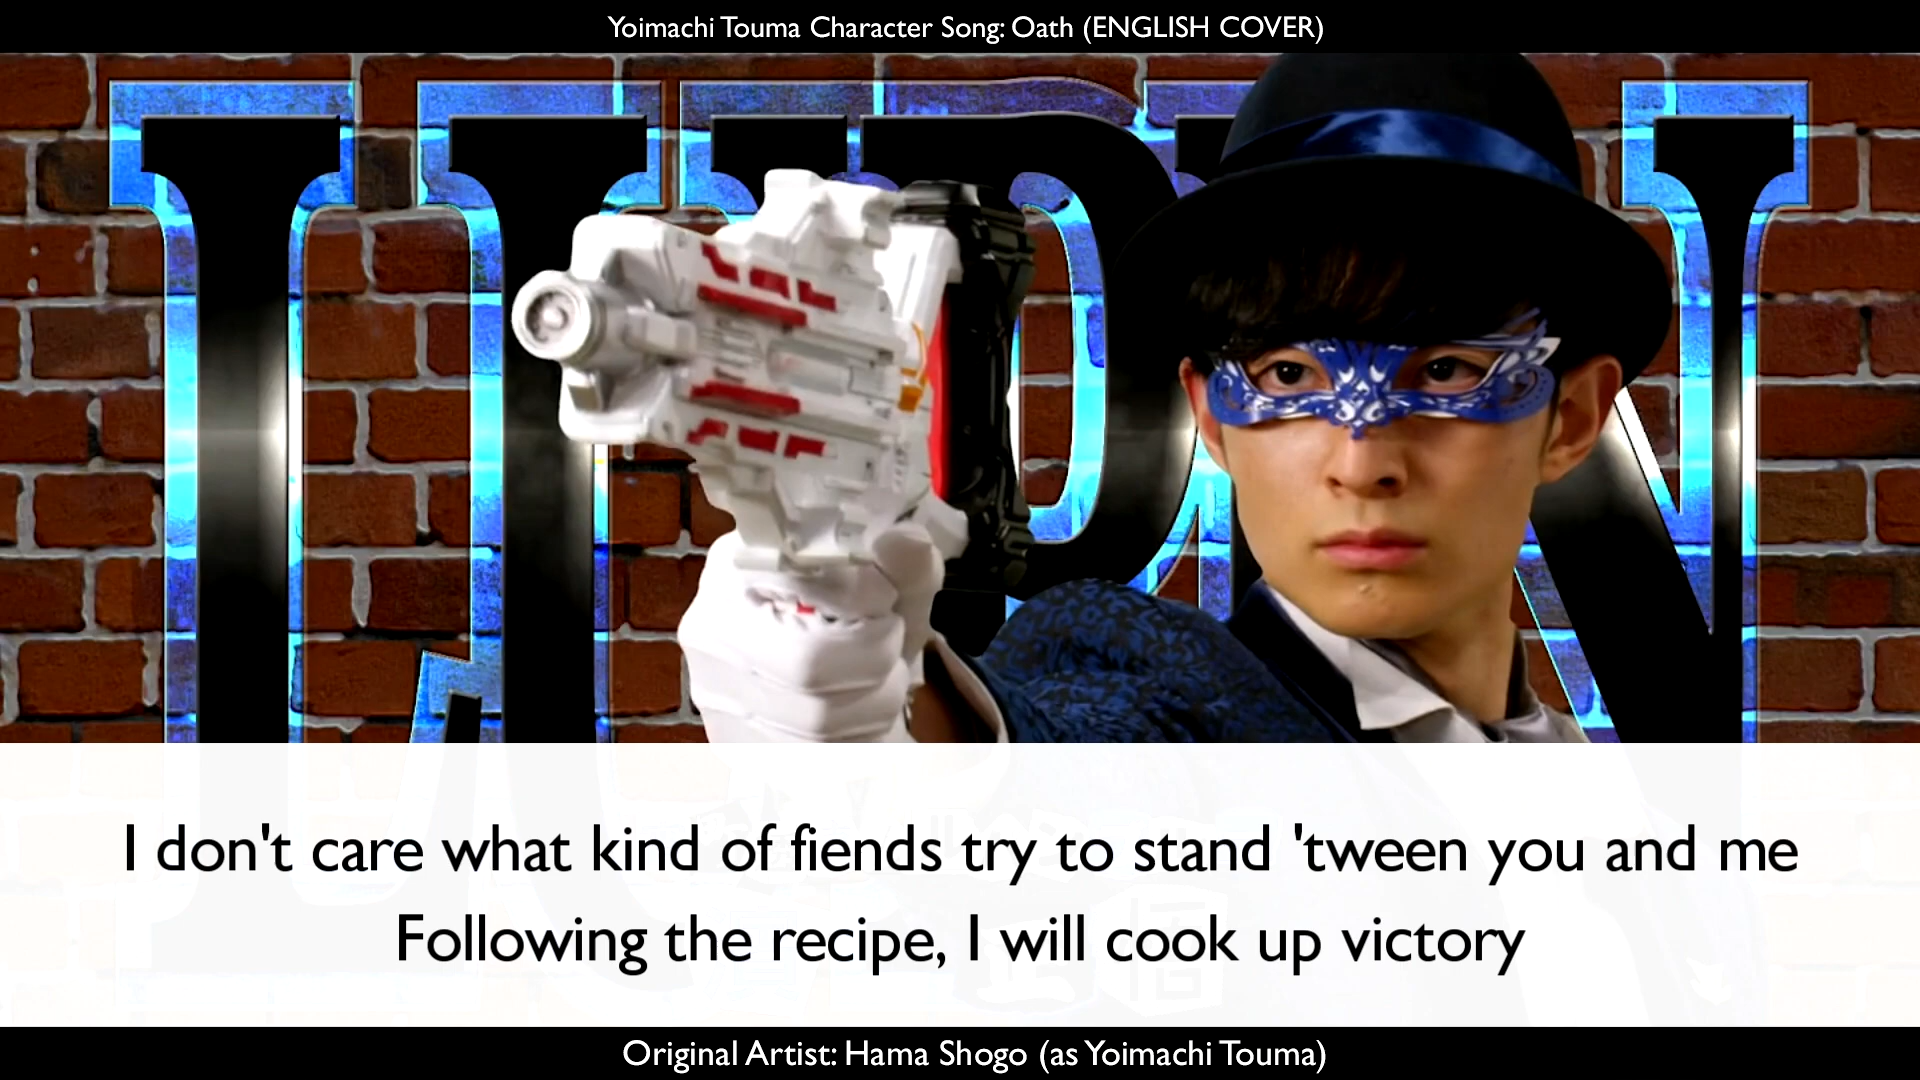 Yoimachi Touma Character Song: Oath (ENGLISH COVER)
LUPIN
I don't care what kind of fiends try to stand 'tween you and me
Following the recipe, I will cook up victory
Original Artist: Hama Shogo (as Yoimachi Touma)